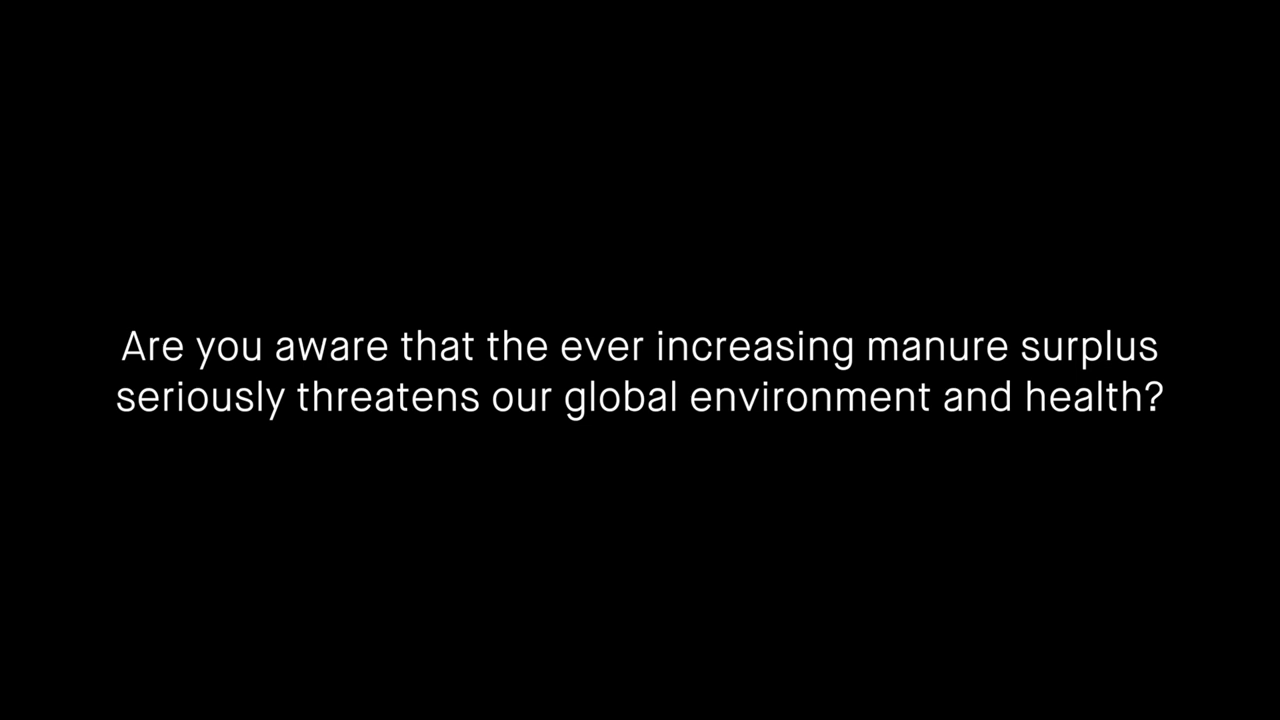 Are you aware that the ever increasing manure surplus
seriously threatens our global environment and health?